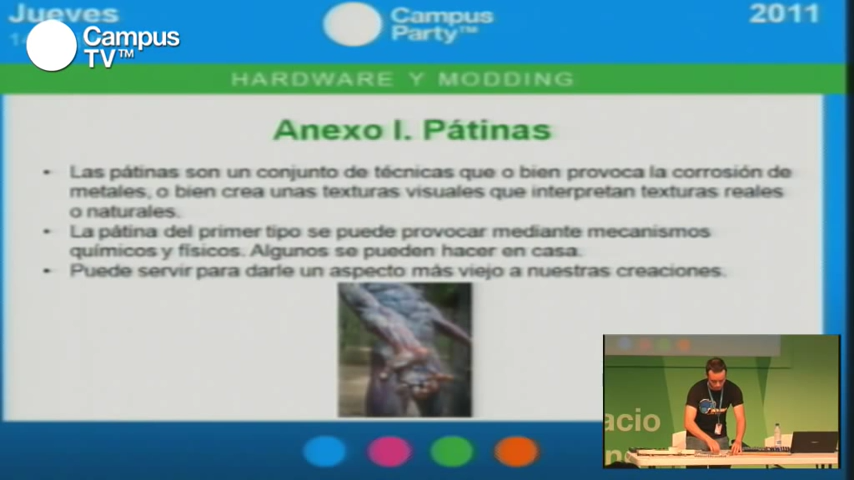 Jueves
Campus
Party™
2011
Campus
TV™
HARDWARE Y MODDING
Anexo I. Pátinas
• Las pátinas son un conjunto de técnicas que o bien provoca la corrosión de
metales, o bien crea unas texturas visuales que interpretan texturas reales
o naturales.
• La pátina del primer tipo se puede provocar mediante mecanismos
químicos y físicos. Algunos se pueden hacer en casa.
• Puede servir para darle un aspecto más viejo a nuestras creaciones.
acio